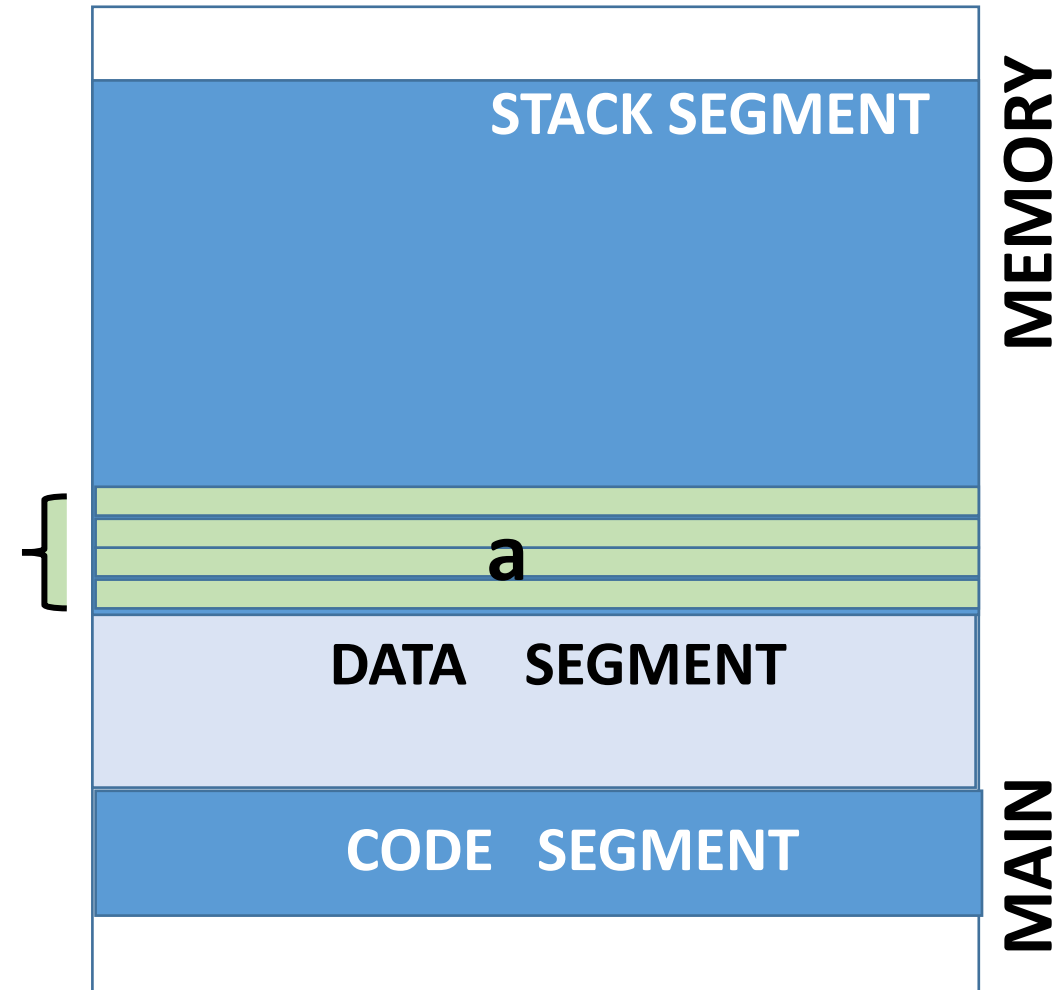 STACK SEGMENT
a
DATA SEGMENT
CODE SEGMENT
MAIN MEMORY